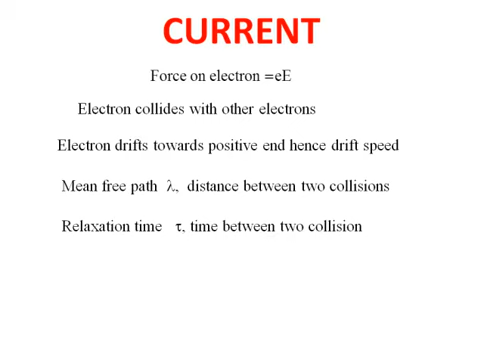 CURRENT
Force on electron =eE
Electron collides with other electrons
Electron drifts towards positive end hence drift speed
Mean free path λ, distance between two collisions
Relaxation time τ, time between two collision